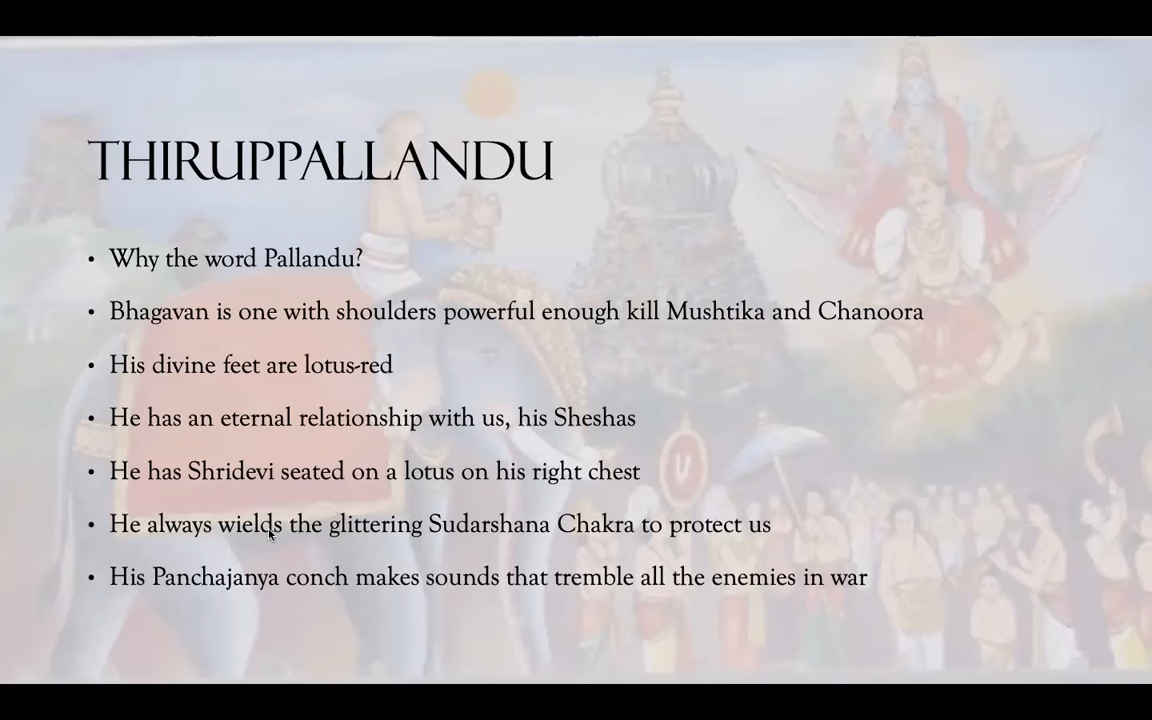 THIRUPPALLANDU
• Why the word Pallandu?
• Bhagavan is one with shoulders powerful enough kill Mushtika and Chanoora
• His divine feet are lotus-red
• He has an eternal relationship with us, his Sheshas
• He has Shridevi seated on a lotus on his right chest
• He always wields the glittering Sudarshana Chakra to protect us
• His Panchajanya conch makes sounds that tremble all the enemies in war